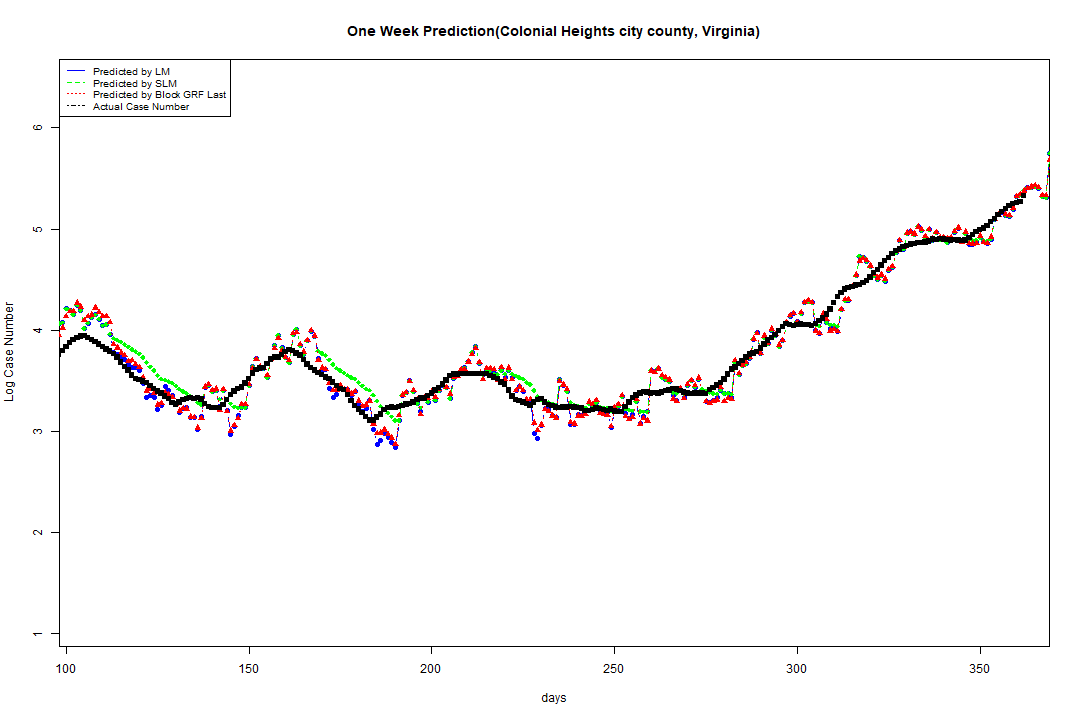 One Week Prediction(Colonial Heights city county, Virginia)
Predicted by LM
Predicted by SLM
Predicted by Block GRF Last
Actual Case Number
Log Case Number
6
5
4
3
2
1
100 150 200 250 300 350
days